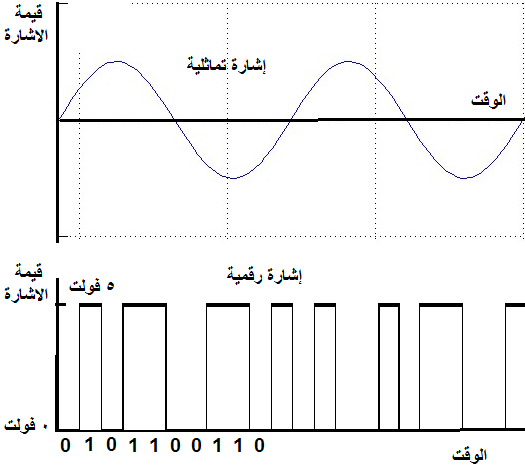 قيمة
الاشارة
إشارة تماثلية
الوقت
قيمة
الاشارة
إشارة رقمية
٥ فولت
٠ فولت
0 1 0 1 1 0 0 1 1 0
الوقت